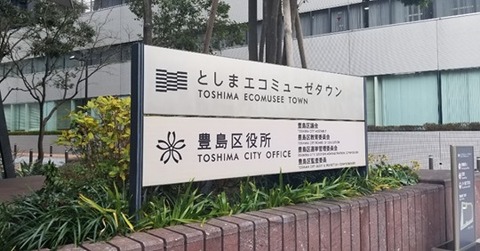 としまエコミューゼタウン
TOSHIMA ECOMUSEE TOWN
豊島区役所
TOSHIMA CITY OFFICE
豊島区議会
豊島区教育委員会
豊島区選挙管理委員会
豊島区監査委員